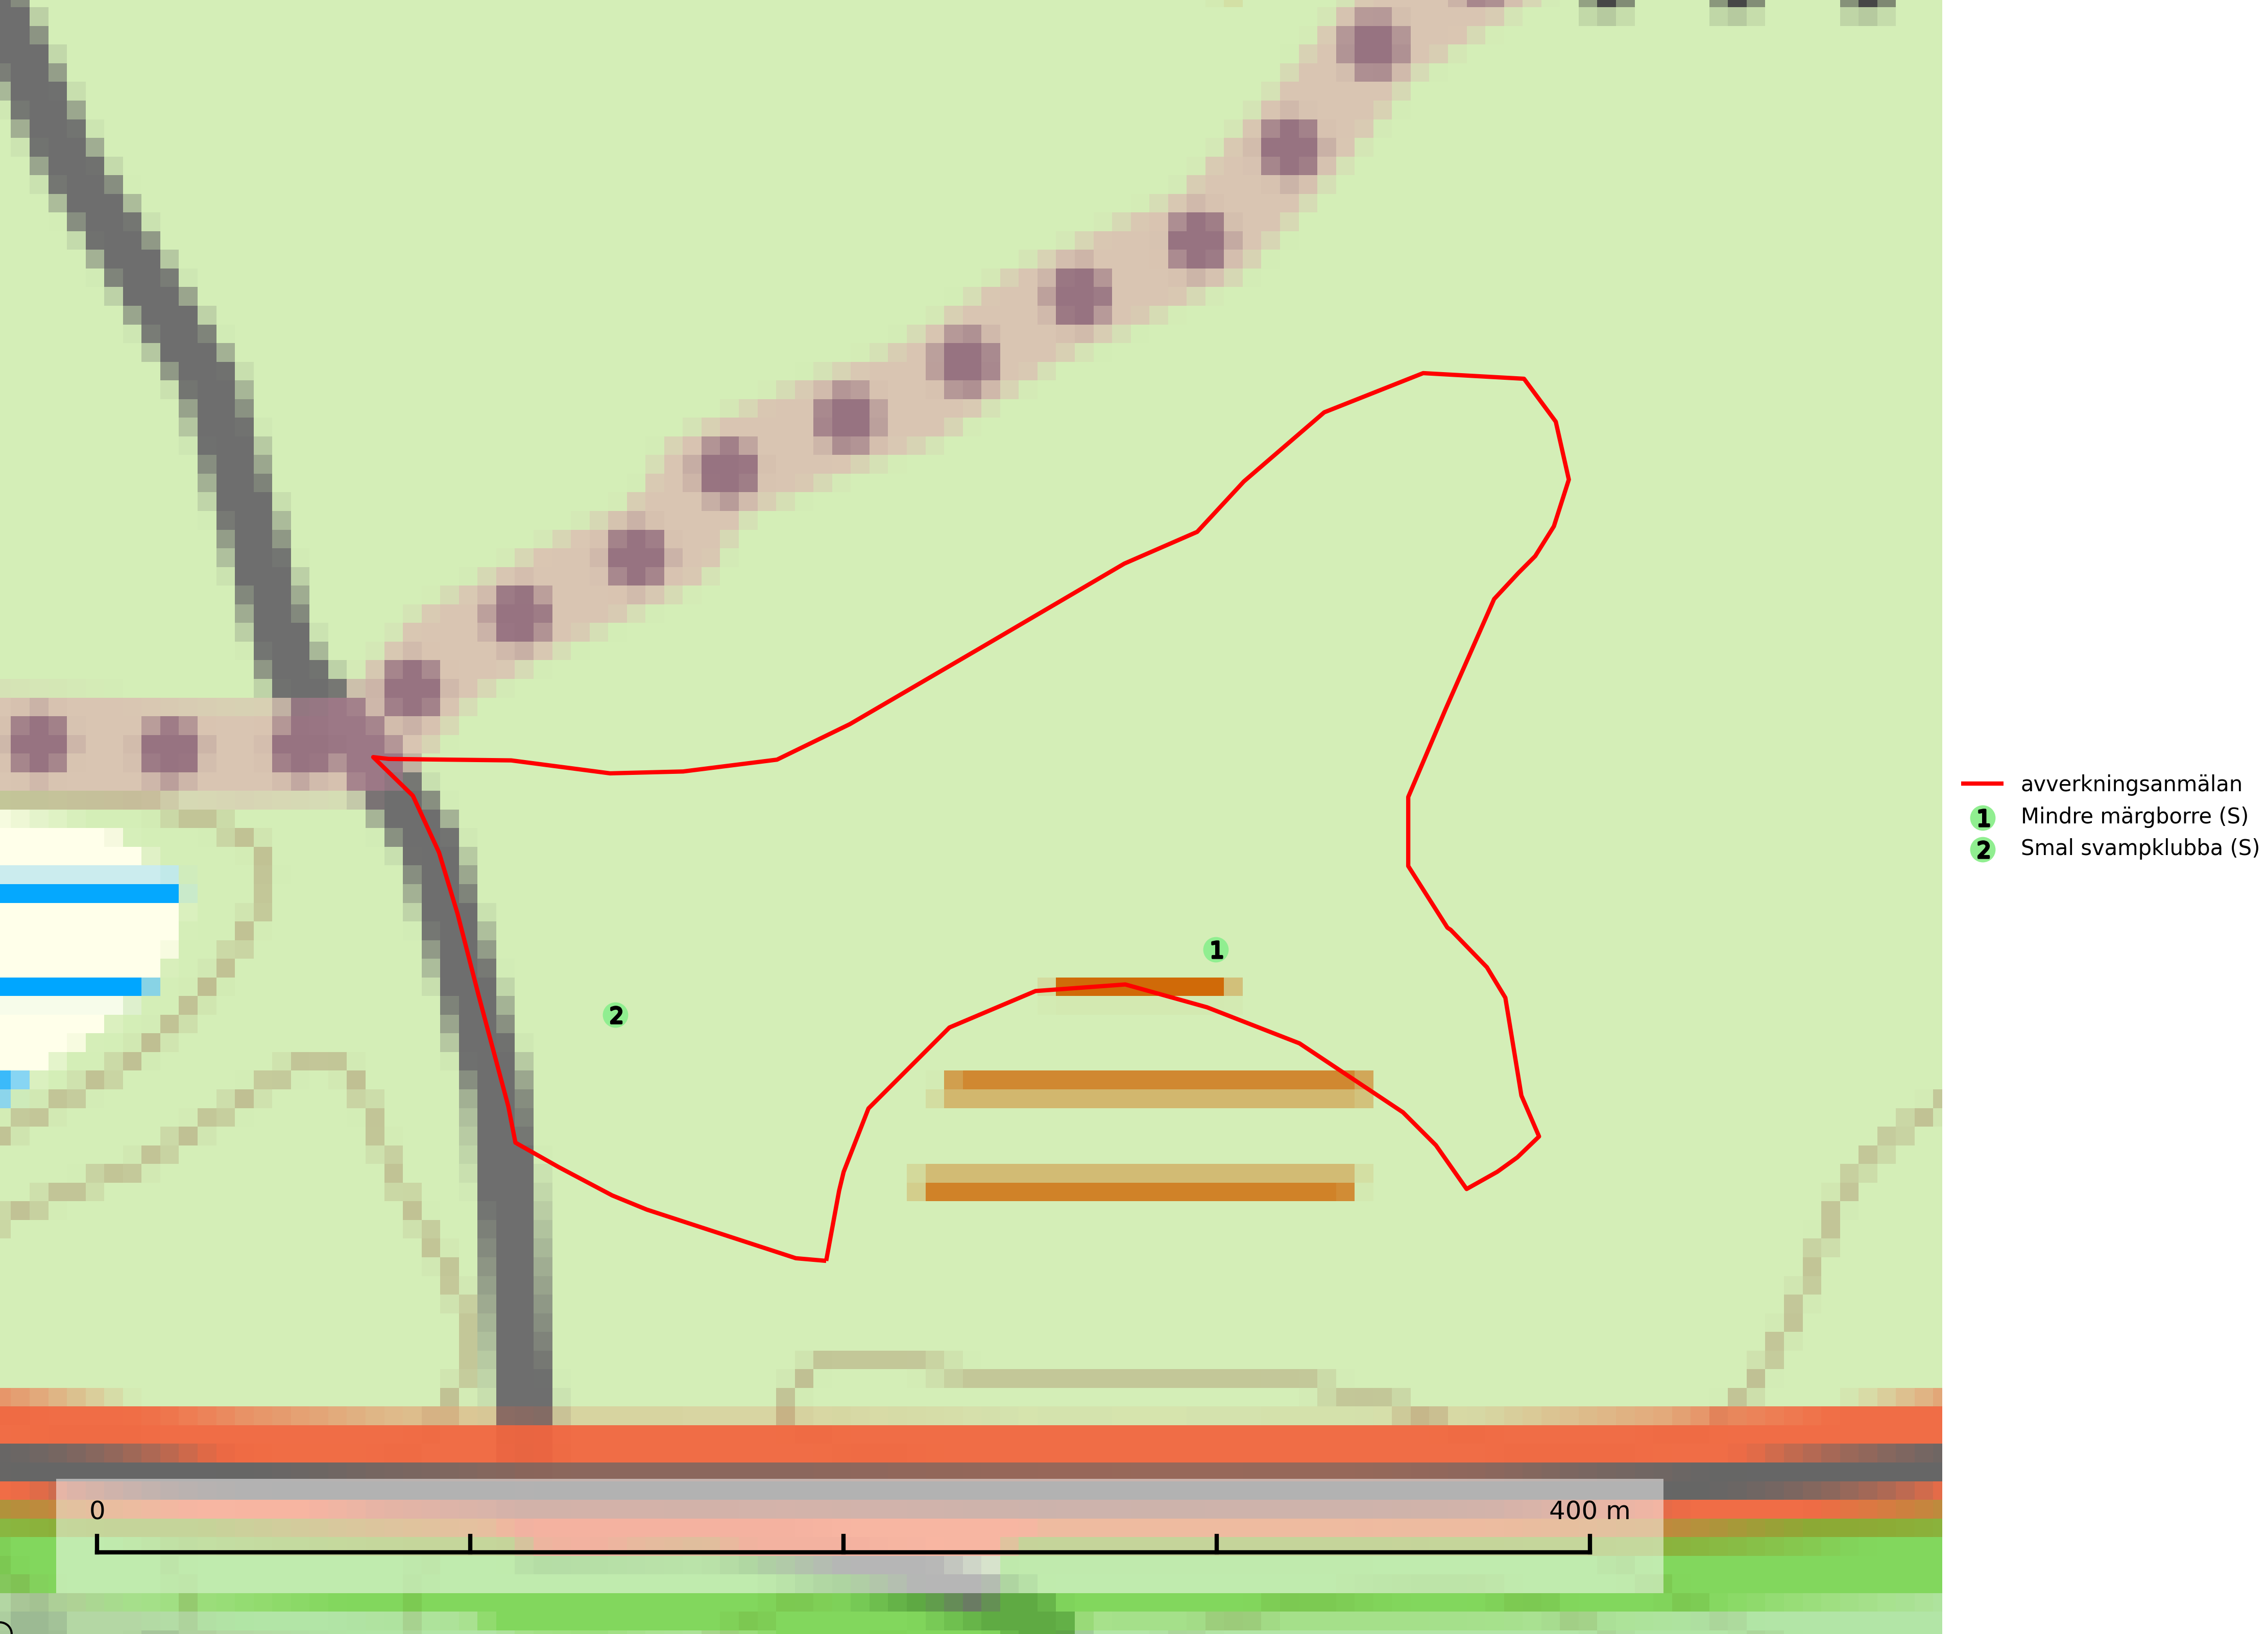 avverkningsanmälan
1 Mindre märgborre (S)
2 Smal svampklubba (S)
1
2
0 400 m